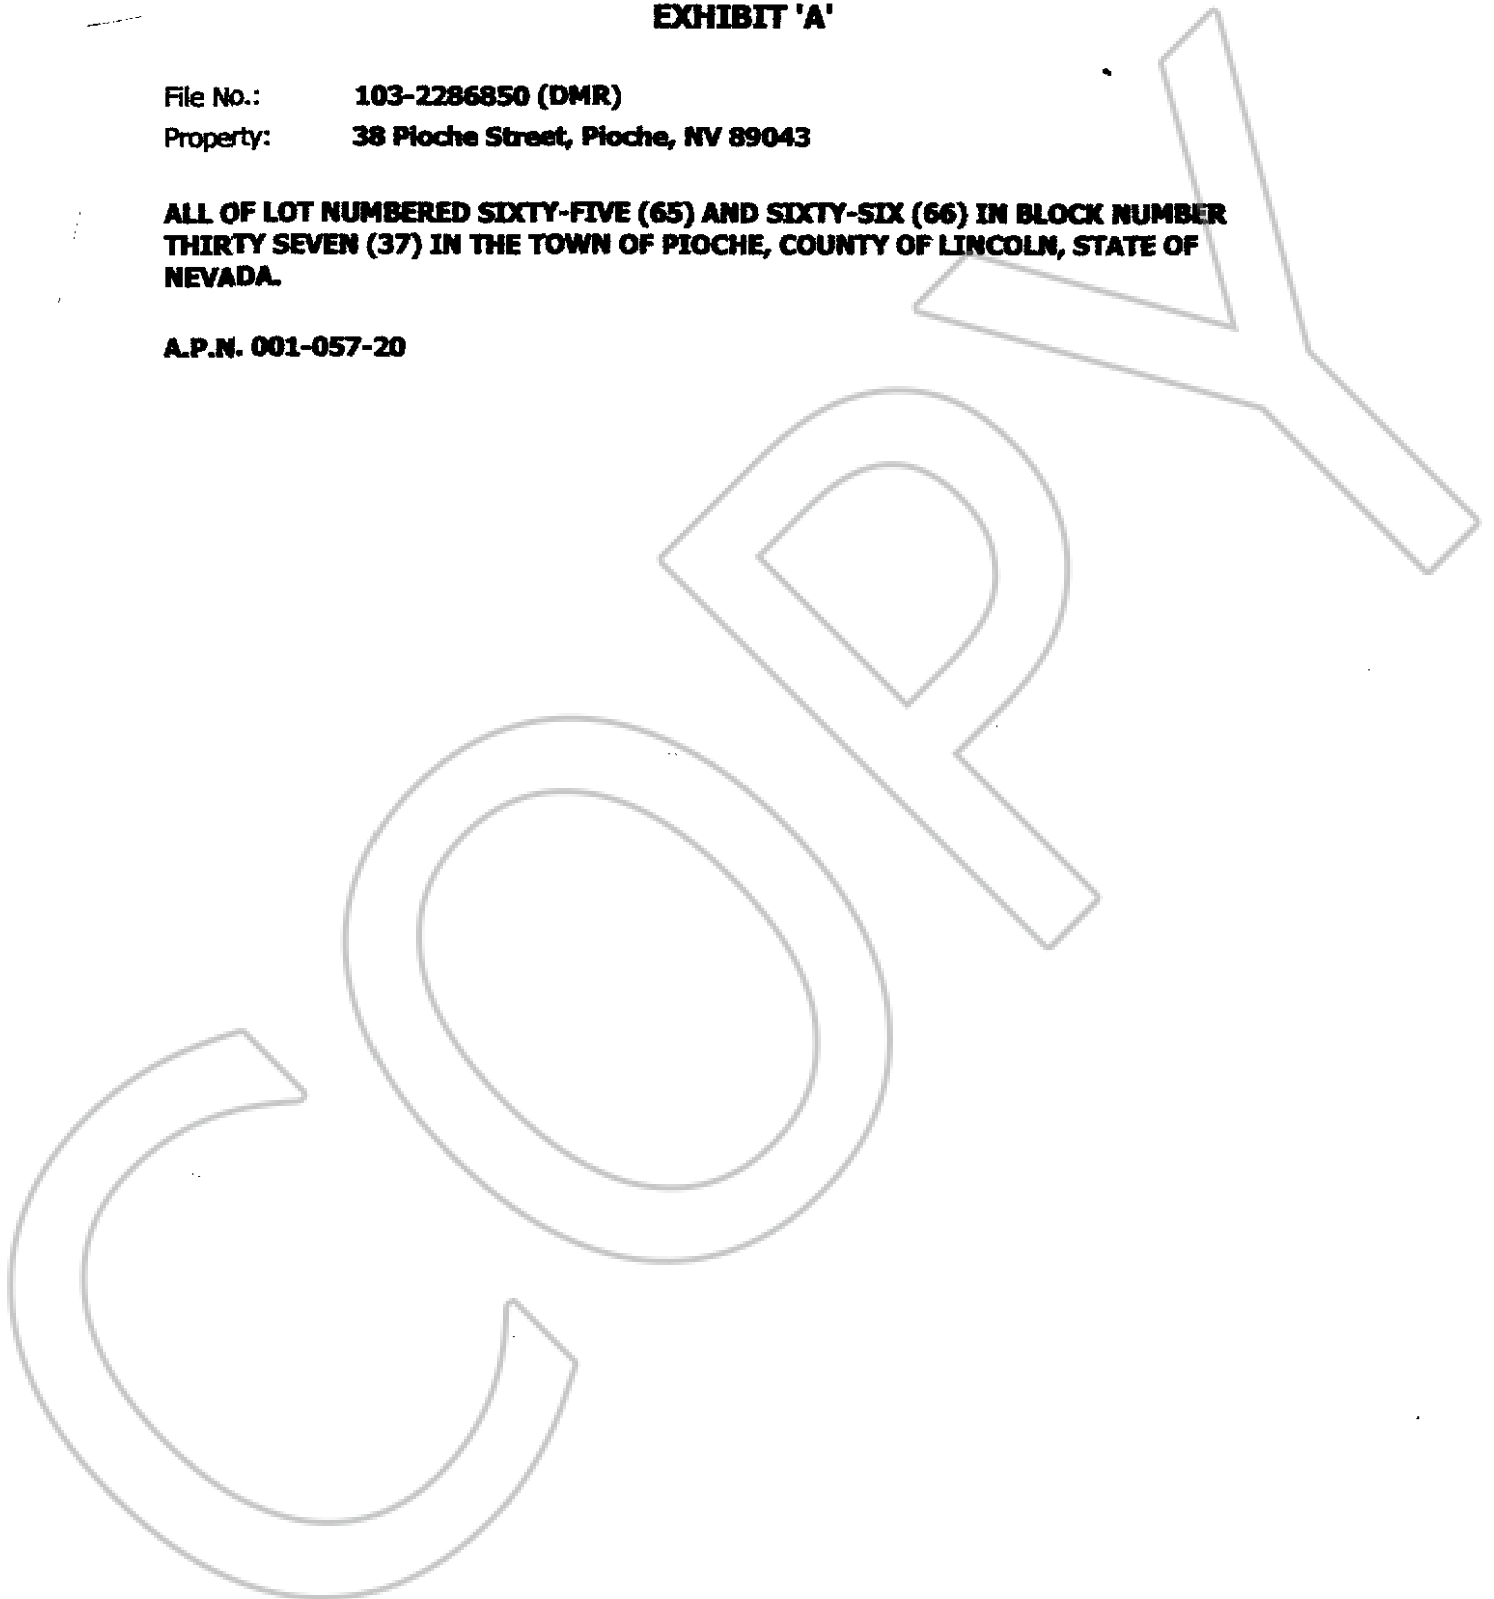 EXHIBIT 'A'
File No.: 103-2286850 (DMR)
Property: 38 Pioche Street, Pioche, NV 89043
ALL OF LOT NUMBERED SIXTY-FIVE (65) AND SIXTY-SIX (66) IN BLOCK NUMBER
THIRTY SEVEN (37) IN THE TOWN OF PIOCHE, COUNTY OF LINCOLN, STATE OF
NEVADA.
A.P.N. 001-057-20
COPY